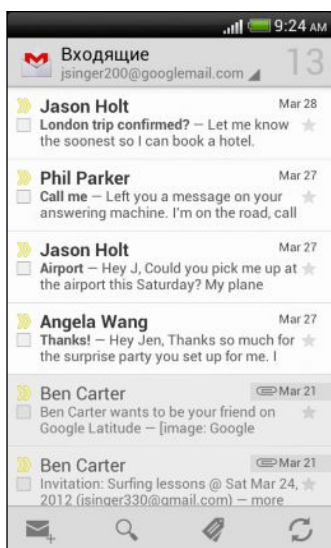 9:24 AM
Входящие
13
jsinger200@googlemail.com
Jason Holt Mar 28
London trip confirmed? – Let me know
the soonest so I can book a hotel.
Phil Parker Mar 27
Call me – Left you a message on your
answering machine. I'm on the road, call
Jason Holt Mar 27
Airport – Hey J, Could you pick me up at
the airport this Saturday? My plane
Angela Wang Mar 27
Thanks! – Hey Jen, Thanks so much for
the surprise party you set up for me. I
Ben Carter Mar 21
Ben Carter wants to be your friend on
Google Latitude – [image: Google
Ben Carter Mar 21
Invitation: Surfing lessons @ Sat Mar 24,
2012 (jsinger330@gmail.com) – more